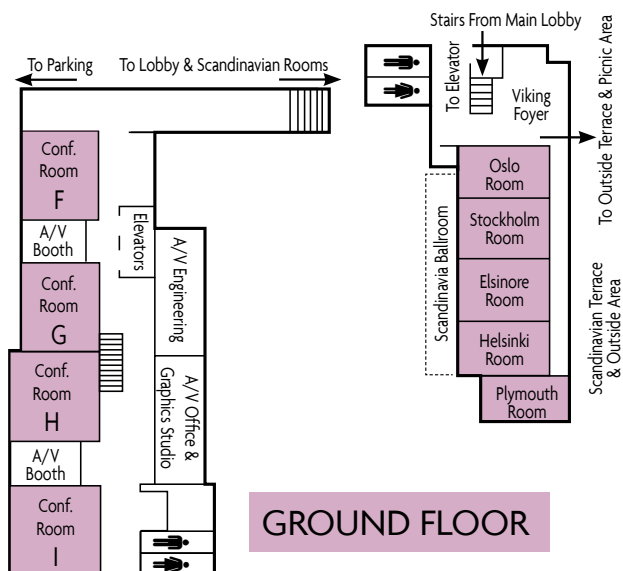 Stairs From Main Lobby
To Parking
To Lobby & Scandinavian Rooms
To Elevator
Viking
Foyer
To Outside Terrace & Picnic Area
Conf.
Room
F
A/V
Booth
Conf.
Room
G
Conf.
Room
H
A/V
Booth
Conf.
Room
I
Elevators
A/V Engineering
A/V Office &
Graphics Studio
Scandinavia Ballroom
Oslo
Room
Stockholm
Room
Elsinore
Room
Helsinki
Room
Plymouth
Room
Scandinavian Terrace
& Outside Area
GROUND FLOOR